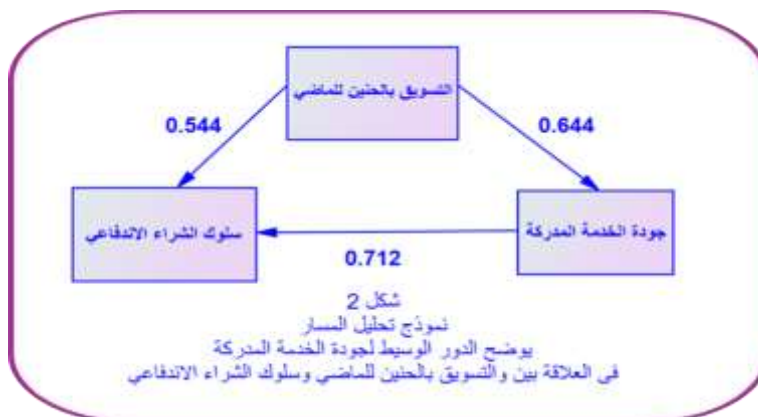 التسويق بالحنين للماضي
0.544
0.644
سلوك الشراء الاندفاعي
جودة الخدمة المدركة
0.712
شكل 2
نموذج تحليل المسار
يوضح الدور الوسيط لجودة الخدمة المدركة
فى العلاقة بين والتسويق بالحنين للماضي وسلوك الشراء الاندفاعي